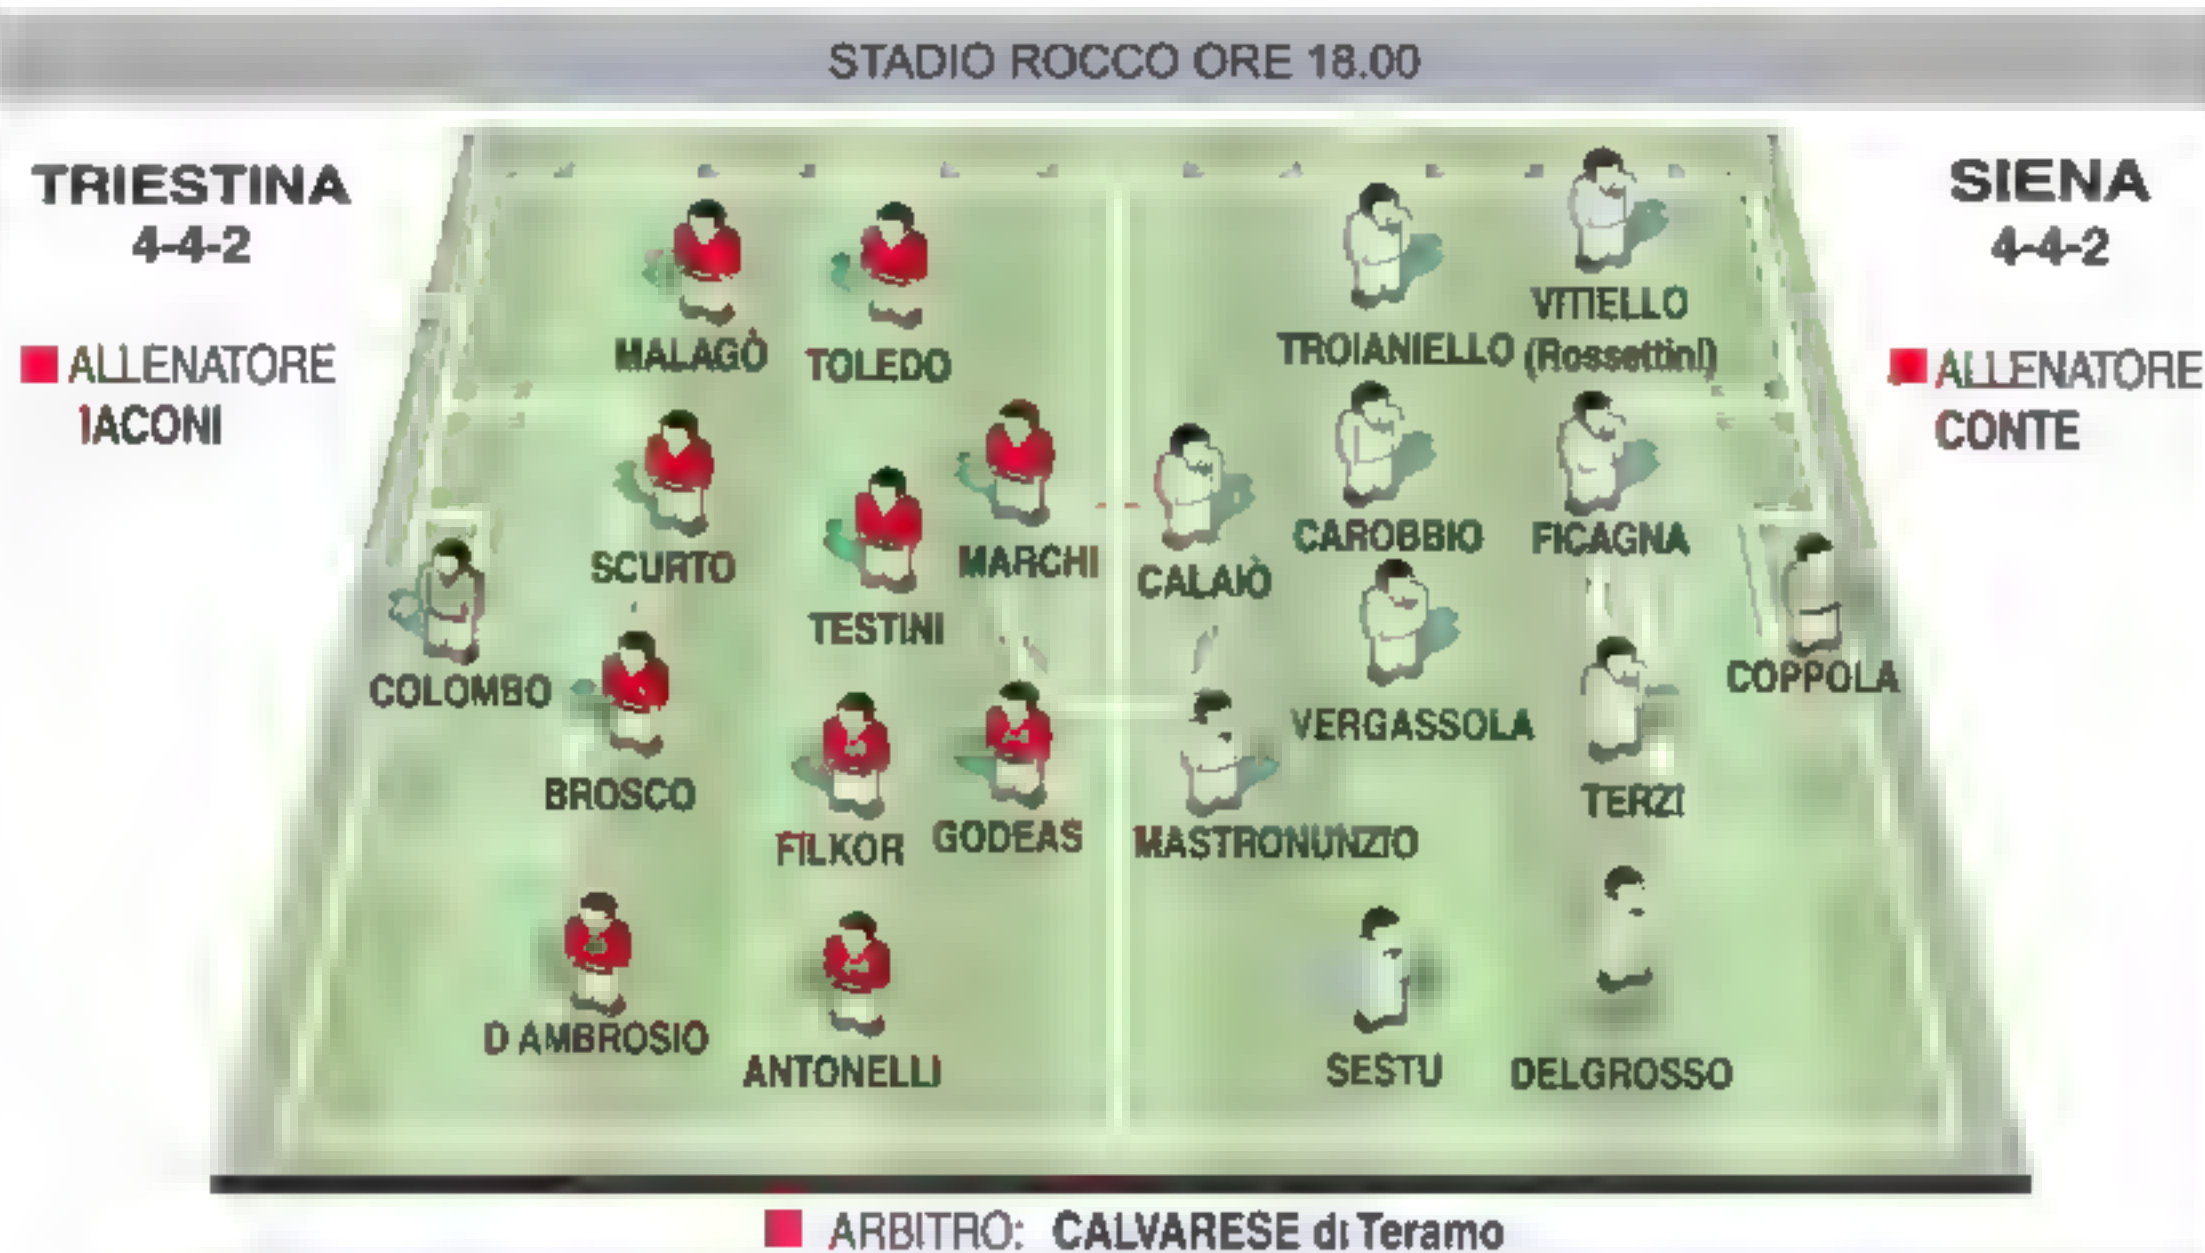 STADIO ROCCO ORE 18.00
TRIESTINA
4-4-2
ALLENATORE
IACONI
SIENA
4-4-2
ALLENATORE
CONTE
MALAGÒ
TOLEDO
SCURTO
TESTINI
MARCHI
COLOMBO
BROSCO
FILKOR
GODEAS
D AMBROSIO
ANTONELLI
TROIANIELLO
VITIELLO
(Rossettini)
CALAIÒ
CAROBBIO
FICAGNA
COPPOLA
VERGASSOLA
TERZI
MASTRONUNZIO
SESTU
DELGROSSO
ARBITRO: CALVARESE di Teramo